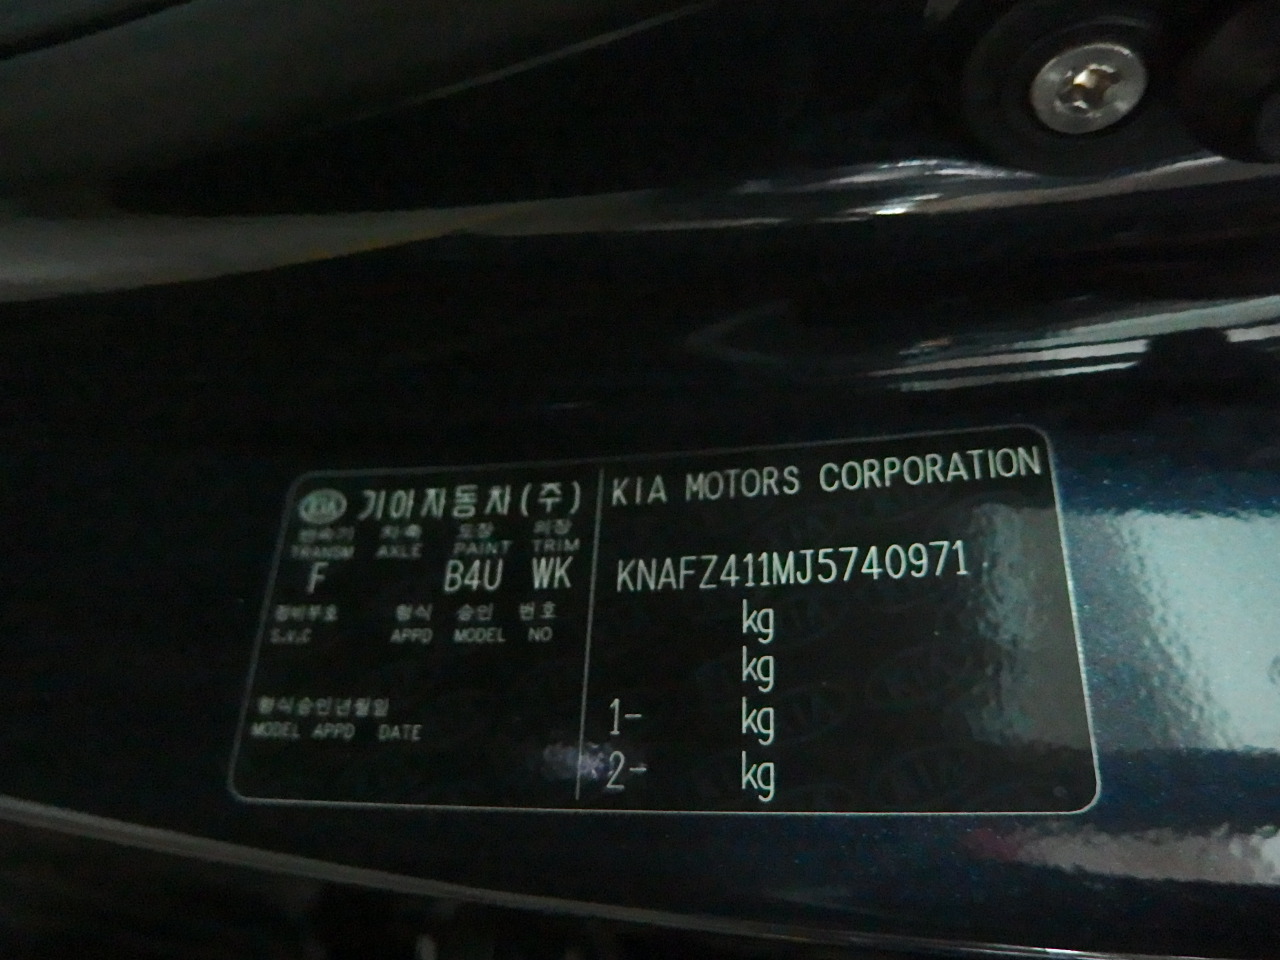 KIA 기아자동차(주)
변속기 차축 도장 의장
TRANSM AXLE PAINT TRIM
F B4U WK
정비부호 형식 승인 번호
S.V.C APPD MODEL NO
형식승인년월일
MODEL APPD DATE
KIA MOTORS CORPORATION
KNAFZ411MJ5740971
kg
kg
1- kg
2- kg